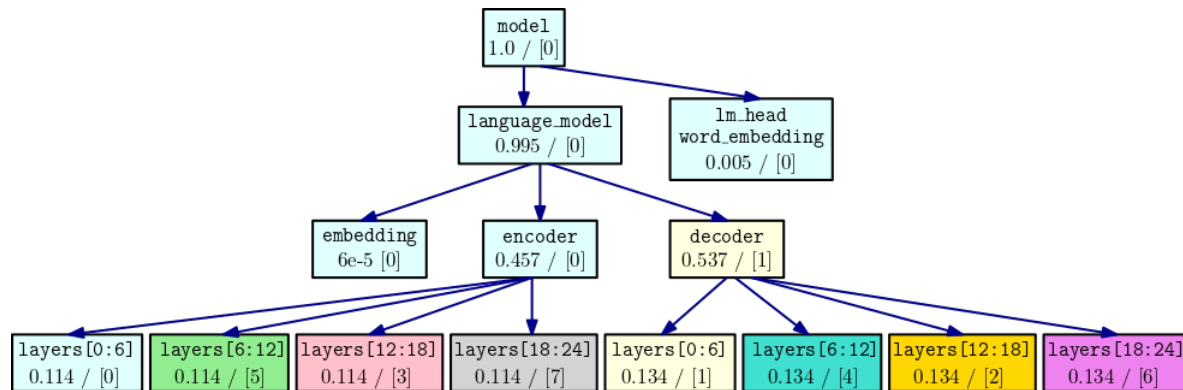 model
1.0 / [0]
language_model
0.995 / [0]
lm_head
word_embedding
0.005 / [0]
embedding
6e-5 [0]
encoder
0.457 / [0]
decoder
0.537 / [1]
layers[0:6]
0.114 / [0]
layers[6:12]
0.114 / [5]
layers[12:18]
0.114 / [3]
layers[18:24]
0.114 / [7]
layers[0:6]
0.134 / [1]
layers[6:12]
0.134 / [4]
layers[12:18]
0.134 / [2]
layers[18:24]
0.134 / [6]